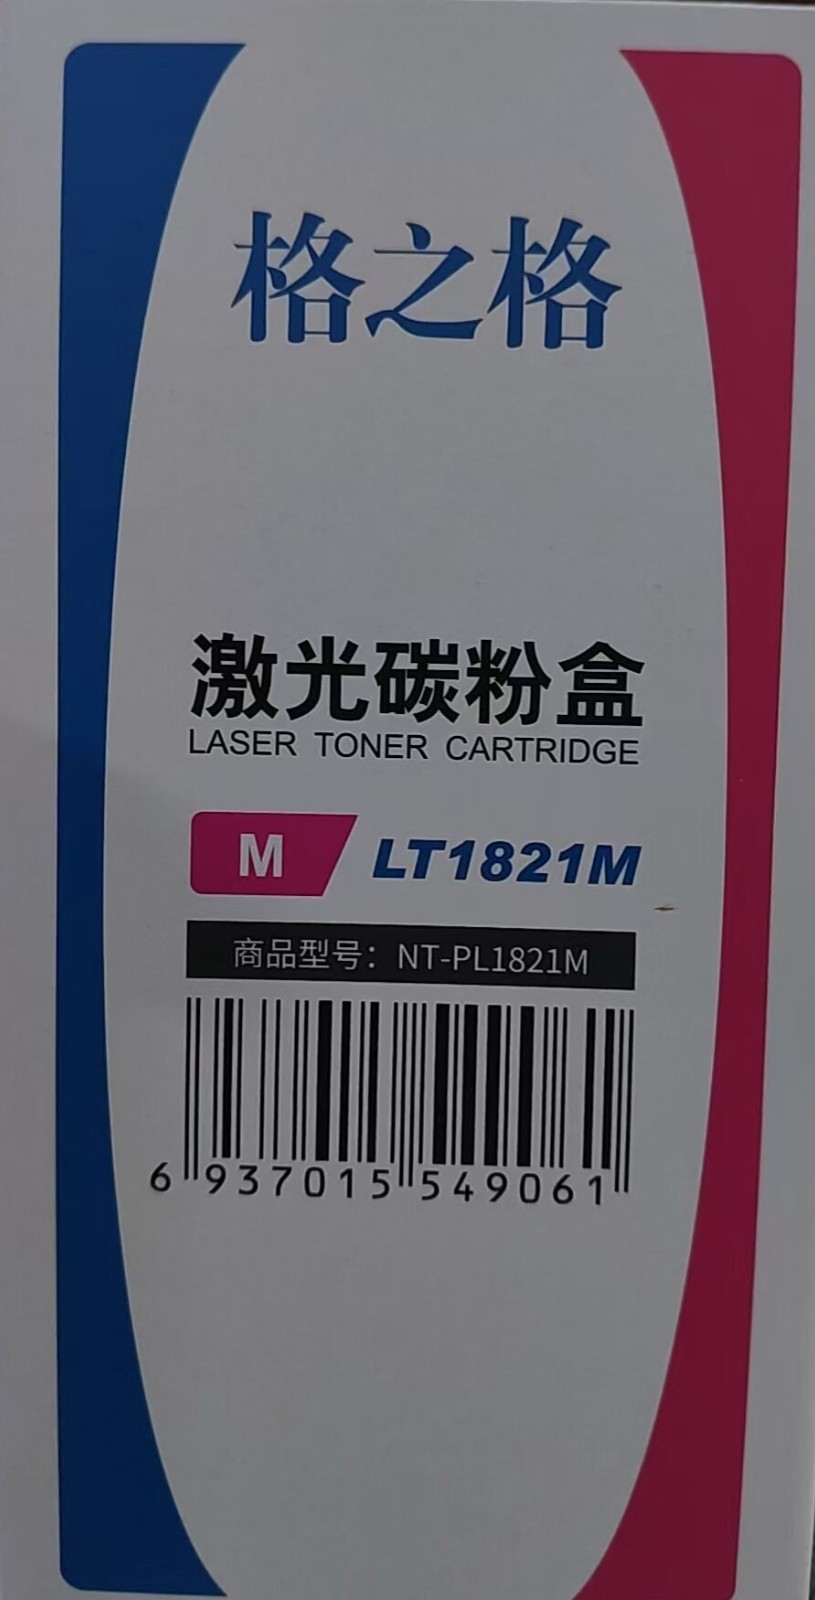 格之格
激光碳粉盒
LASER TONER CARTRIDGE
M LT1821M
商品型号：NT-PL1821M
6 937015 549061